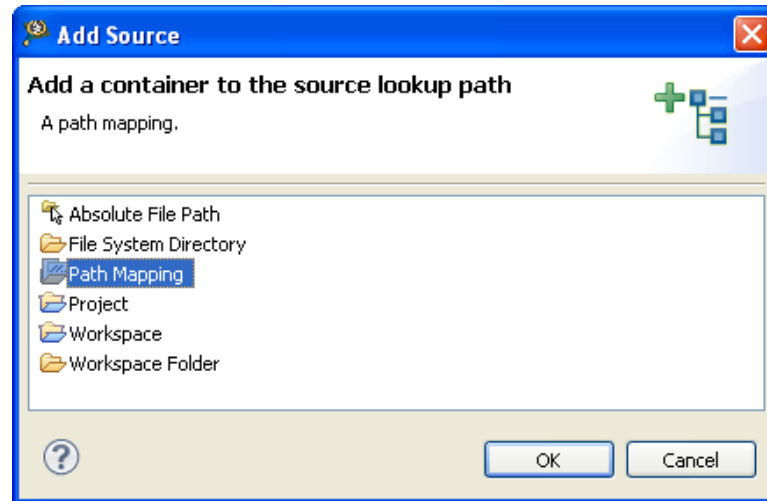 Add Source
Add a container to the source lookup path
A path mapping.
Absolute File Path
File System Directory
Path Mapping
Project
Workspace
Workspace Folder
?
OK
Cancel